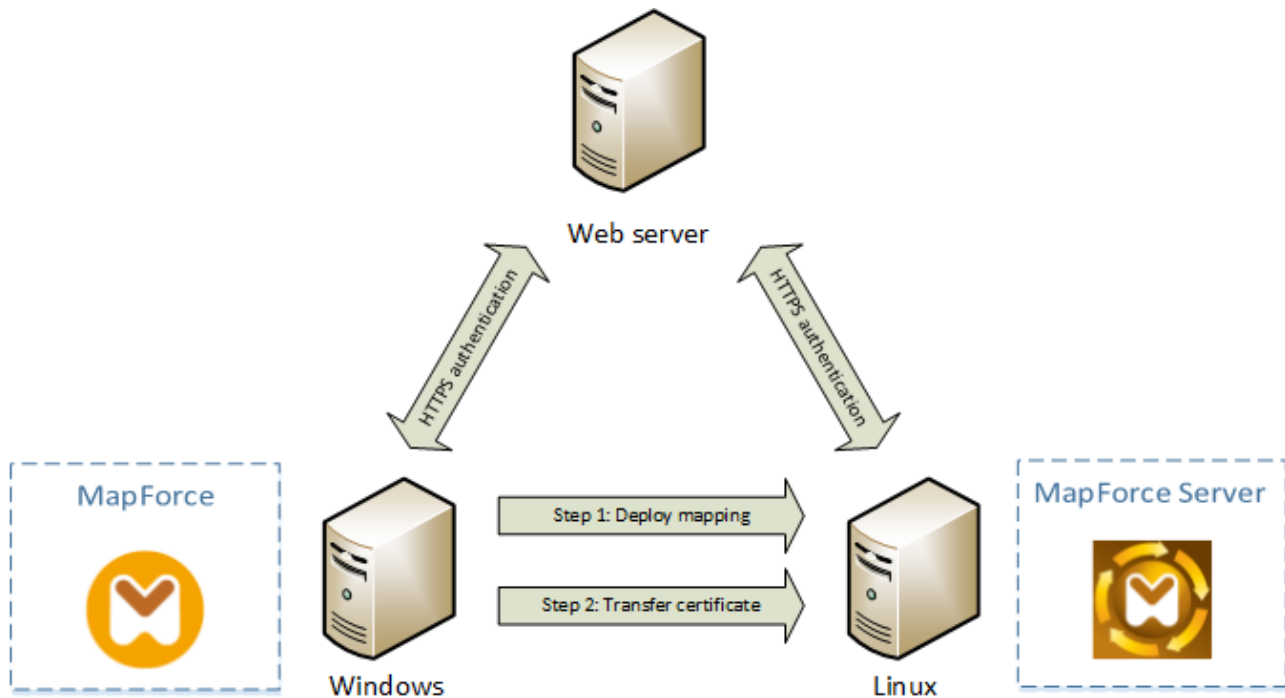 Web server
HTTPS authentication
HTTPS authentication
MapForce
MapForce Server
Step 1: Deploy mapping
Step 2: Transfer certificate
Windows
Linux